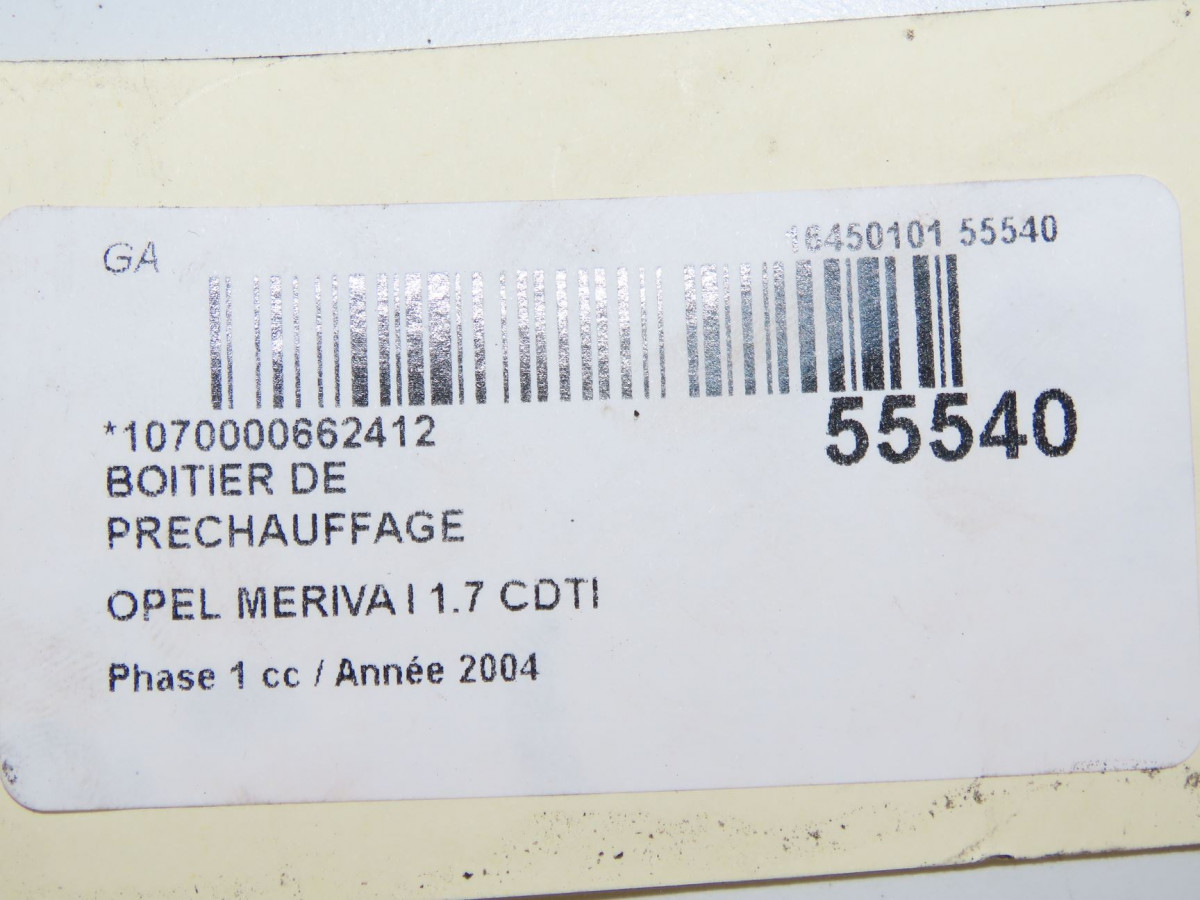 GA
16450101 55540
*1070000662412
55540
BOITIER DE
PRECHAUFFAGE
OPEL MERIVA I 1.7 CDTI
Phase 1 cc / Année 2004